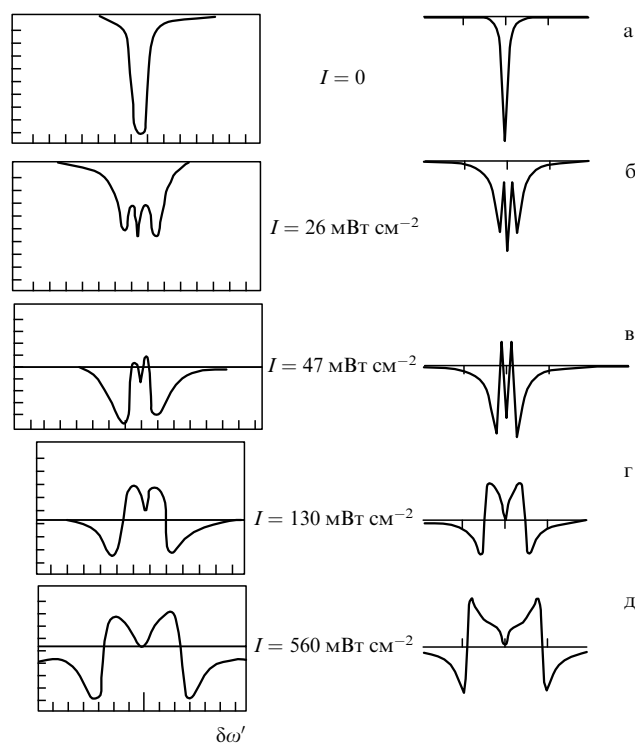 а
I = 0
б
I = 26 мВт см⁻²
в
I = 47 мВт см⁻²
г
I = 130 мВт см⁻²
д
I = 560 мВт см⁻²
δω′